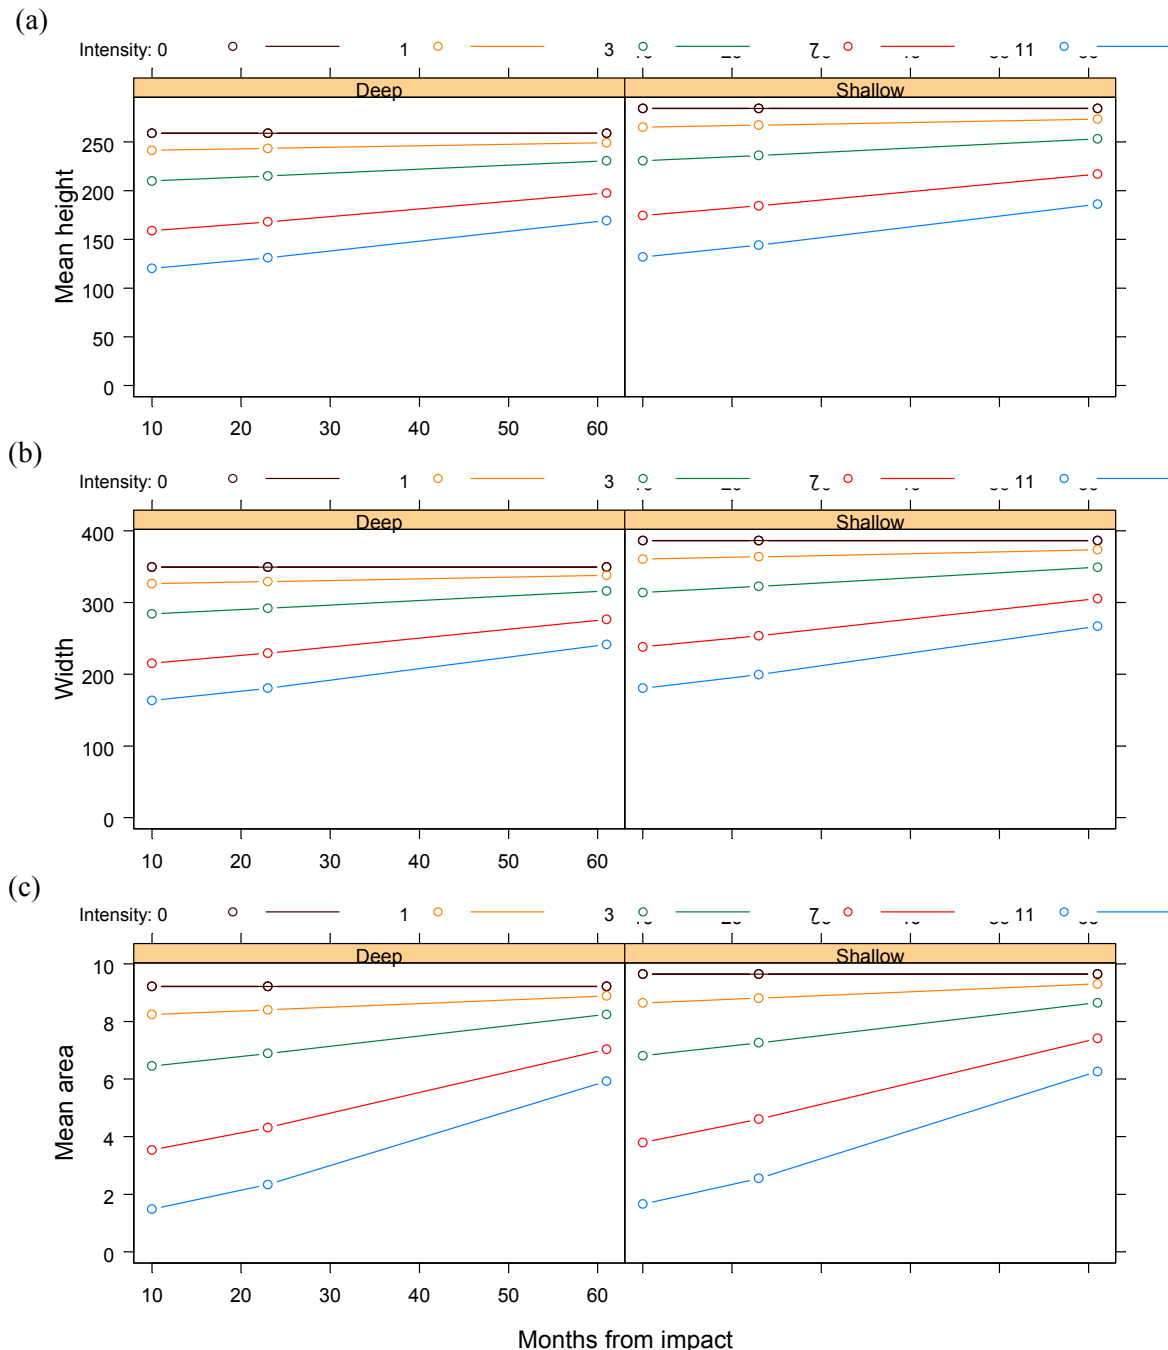 (a)
Intensity: 0 1 3 7 11
Deep Shallow
Mean height
250
200
150
100
50
0
10 20 30 40 50 60
(b)
Intensity: 0 1 3 7 11
Deep Shallow
Width
400
300
200
100
0
10 20 30 40 50 60
(c)
Intensity: 0 1 3 7 11
Deep Shallow
Mean area
10
8
6
4
2
0
10 20 30 40 50 60
Months from impact